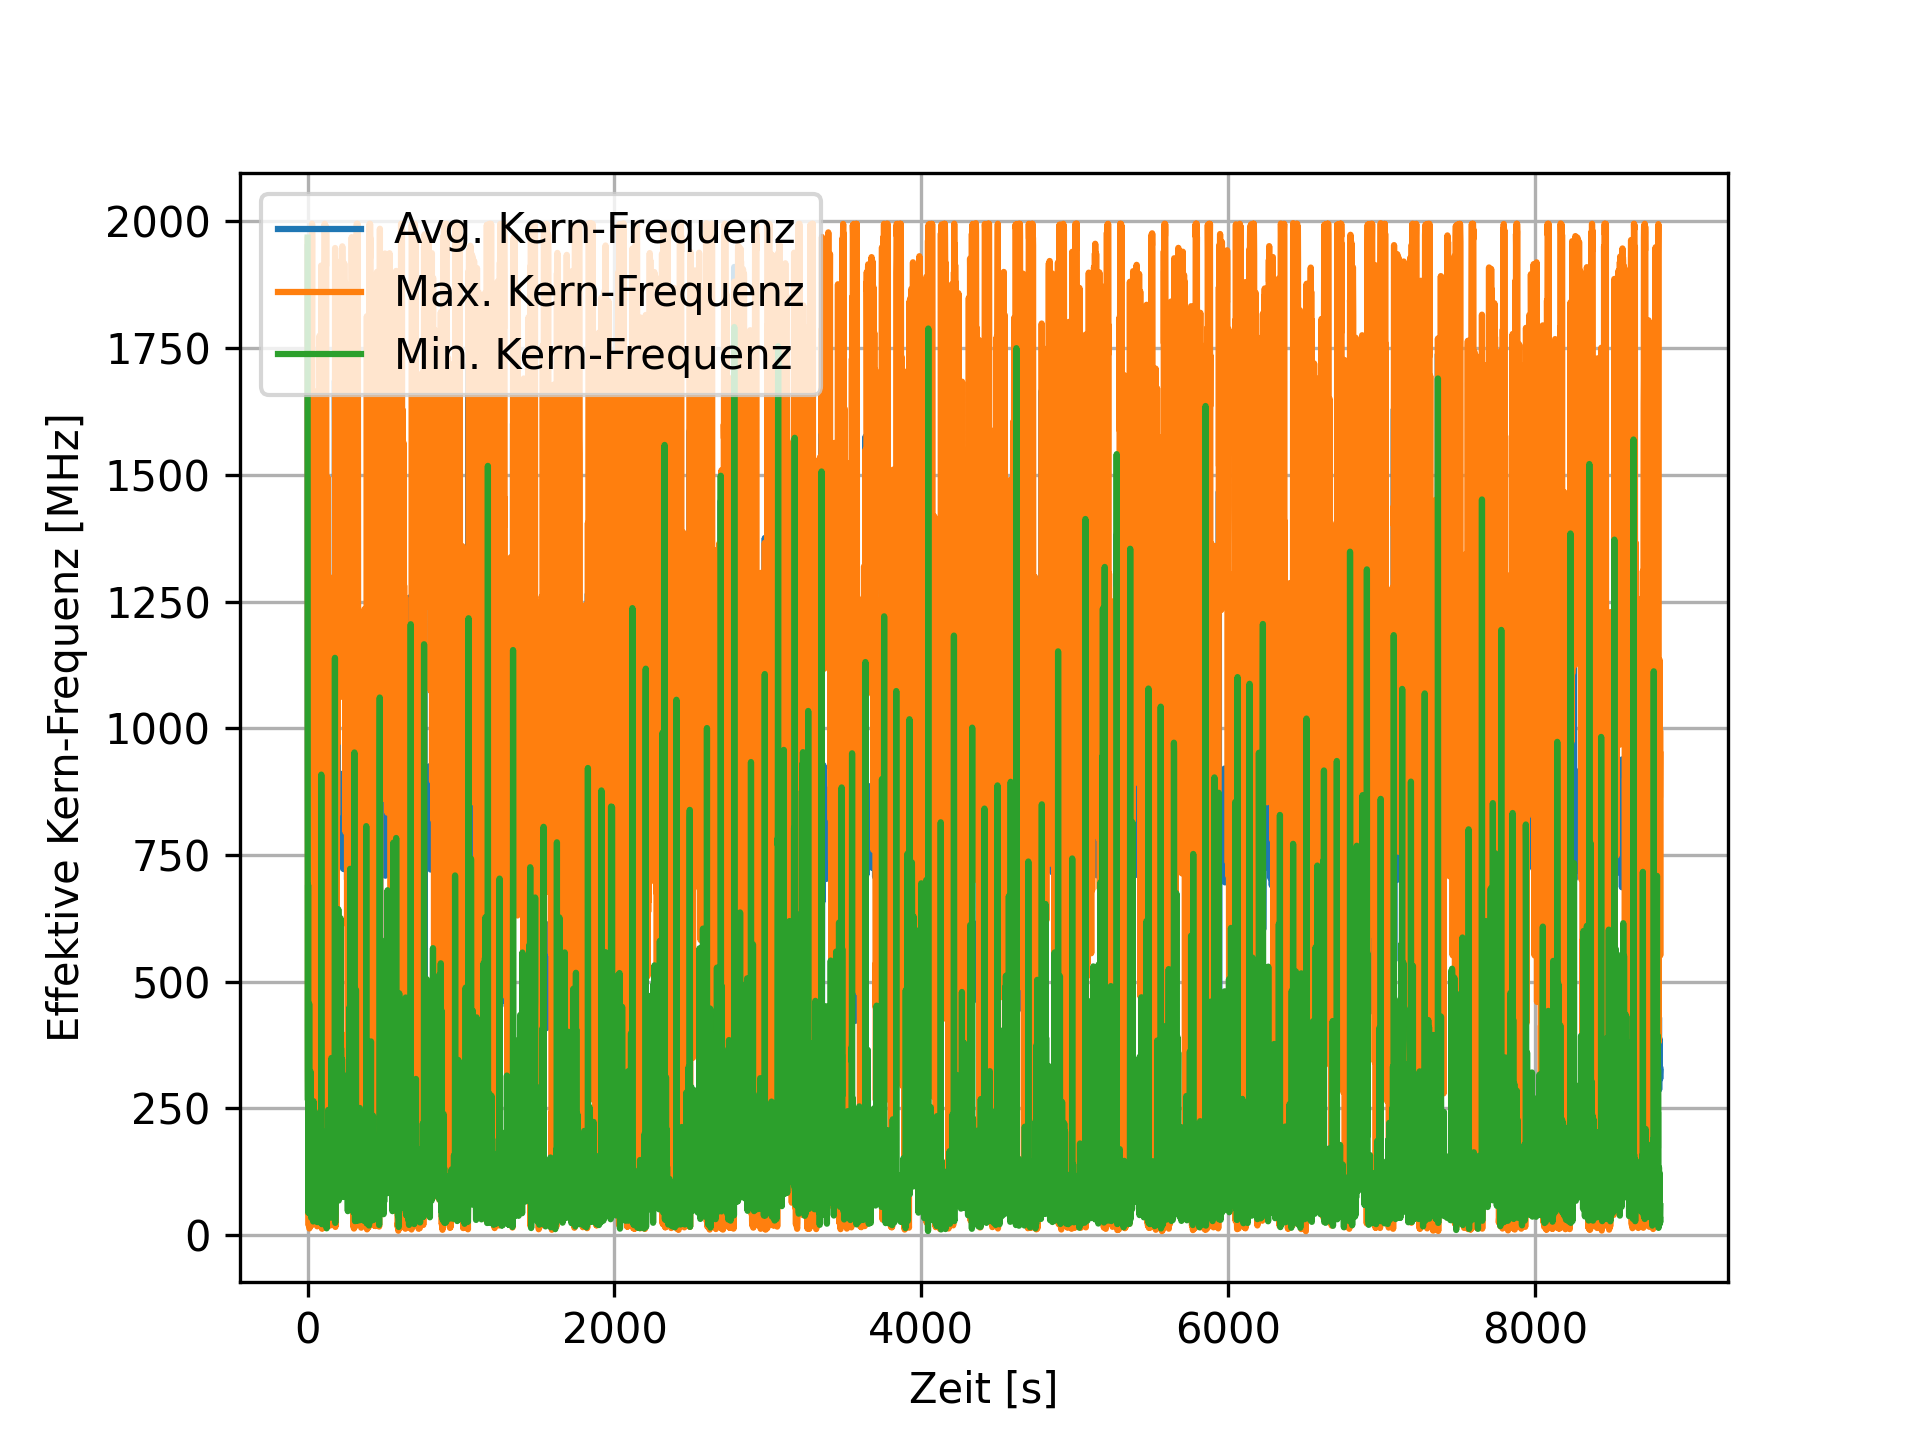 Avg. Kern-Frequenz
Max. Kern-Frequenz
Min. Kern-Frequenz
2000
1750
1500
1250
1000
750
500
250
0
Effektive Kern-Frequenz [MHz]
0 2000 4000 6000 8000
Zeit [s]